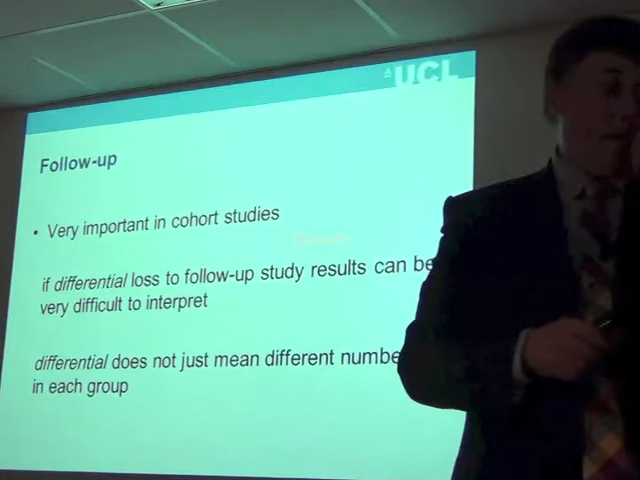 UCL
Follow-up
• Very important in cohort studies
if differential loss to follow-up study results can be
very difficult to interpret
differential does not just mean different numbe
in each group